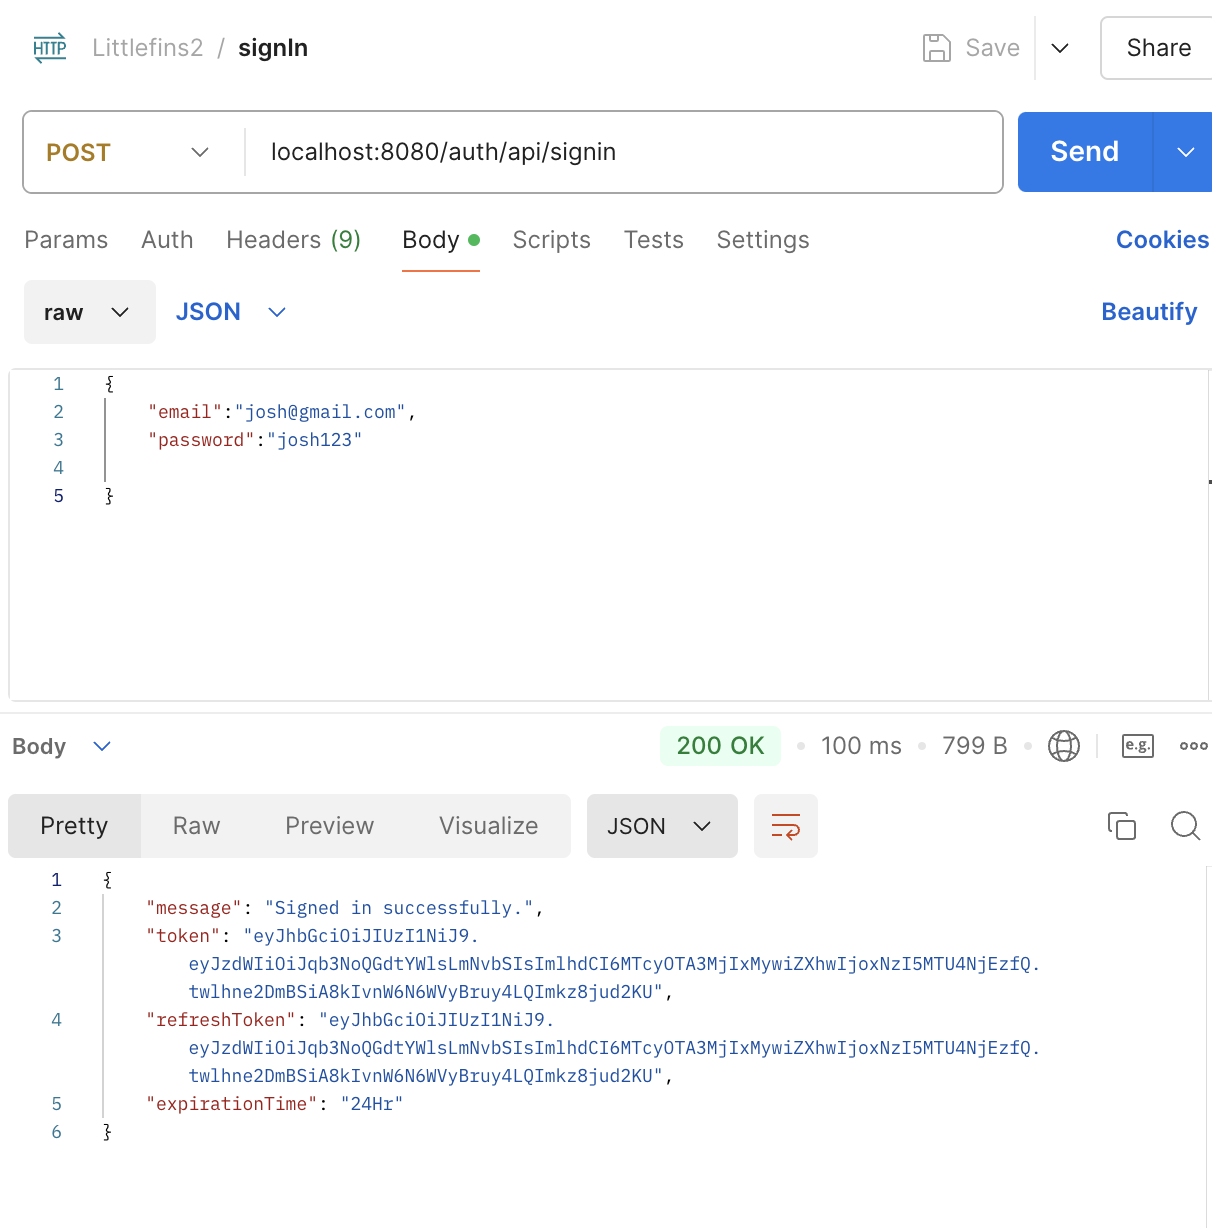 HTTP Littlefins2 / signIn Save Share
POST localhost:8080/auth/api/signin Send
Params Auth Headers (9) Body Scripts Tests Settings Cookies
raw JSON Beautify
1 {
2 "email":"josh@gmail.com",
3 "password":"josh123"
4
5 }
Body 200 OK 100 ms 799 B e.g.
Pretty Raw Preview Visualize JSON
1 {
2 "message": "Signed in successfully.",
3 "token": "eyJhbGciOiJIUzI1NiJ9.
eyJzdWIiOiJqb3NoQGdtYWlsLmNvbSIsImlhdCI6MTcyOTA3MjIxMywiZXhwIjoxNzI5MTU4NjEzfQ.
twlhne2DmBSiA8kIvnW6N6WVyBruy4LQImkz8jud2KU",
4 "refreshToken": "eyJhbGciOiJIUzI1NiJ9.
eyJzdWIiOiJqb3NoQGdtYWlsLmNvbSIsImlhdCI6MTcyOTA3MjIxMywiZXhwIjoxNzI5MTU4NjEzfQ.
twlhne2DmBSiA8kIvnW6N6WVyBruy4LQImkz8jud2KU",
5 "expirationTime": "24Hr"
6 }